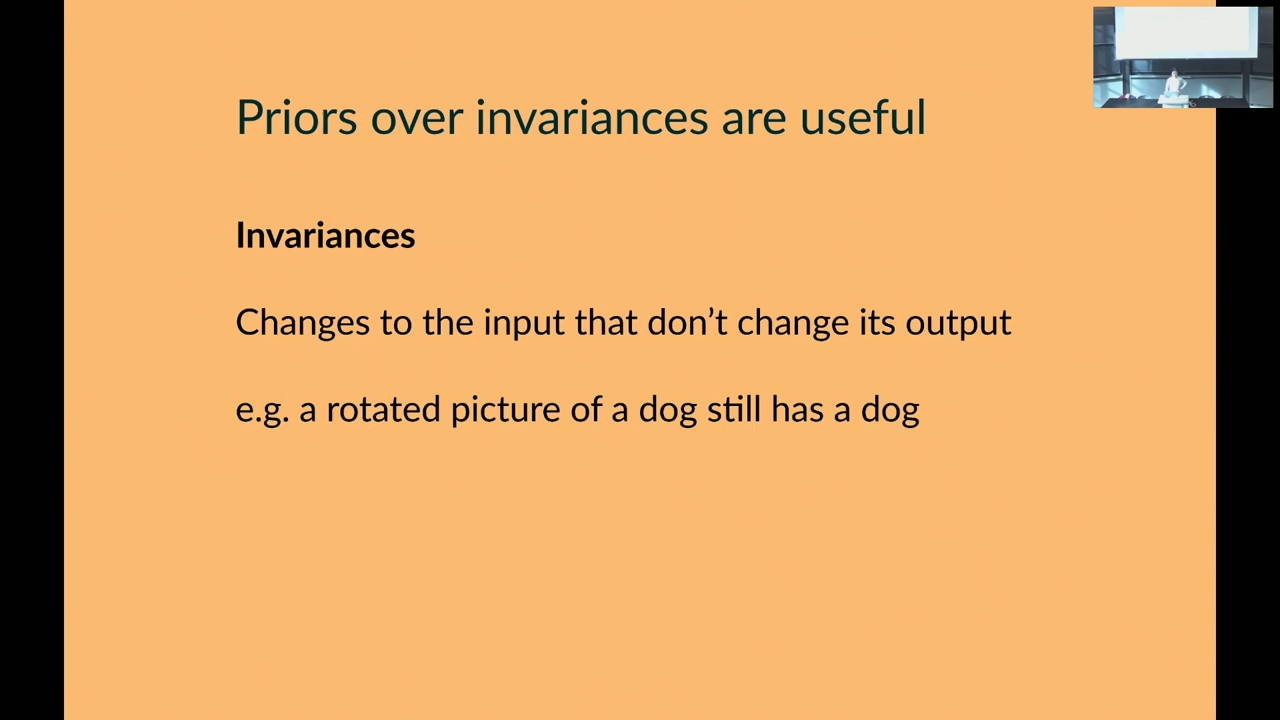 Priors over invariances are useful
Invariances
Changes to the input that don’t change its output
e.g. a rotated picture of a dog still has a dog